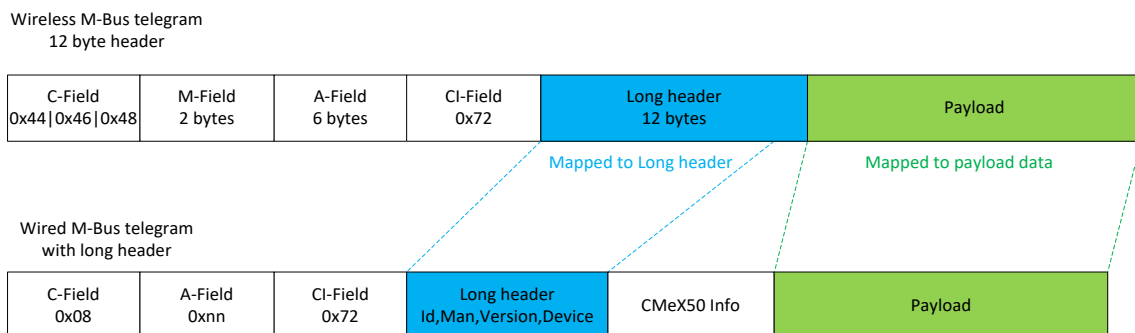 Wireless M-Bus telegram
12 byte header
C-Field
0x44|0x46|0x48
M-Field
2 bytes
A-Field
6 bytes
CI-Field
0x72
Long header
12 bytes
Payload
Mapped to Long header
Mapped to payload data
Wired M-Bus telegram
with long header
C-Field
0x08
A-Field
0xnn
CI-Field
0x72
Long header
Id,Man,Version,Device
CMeX50 Info
Payload